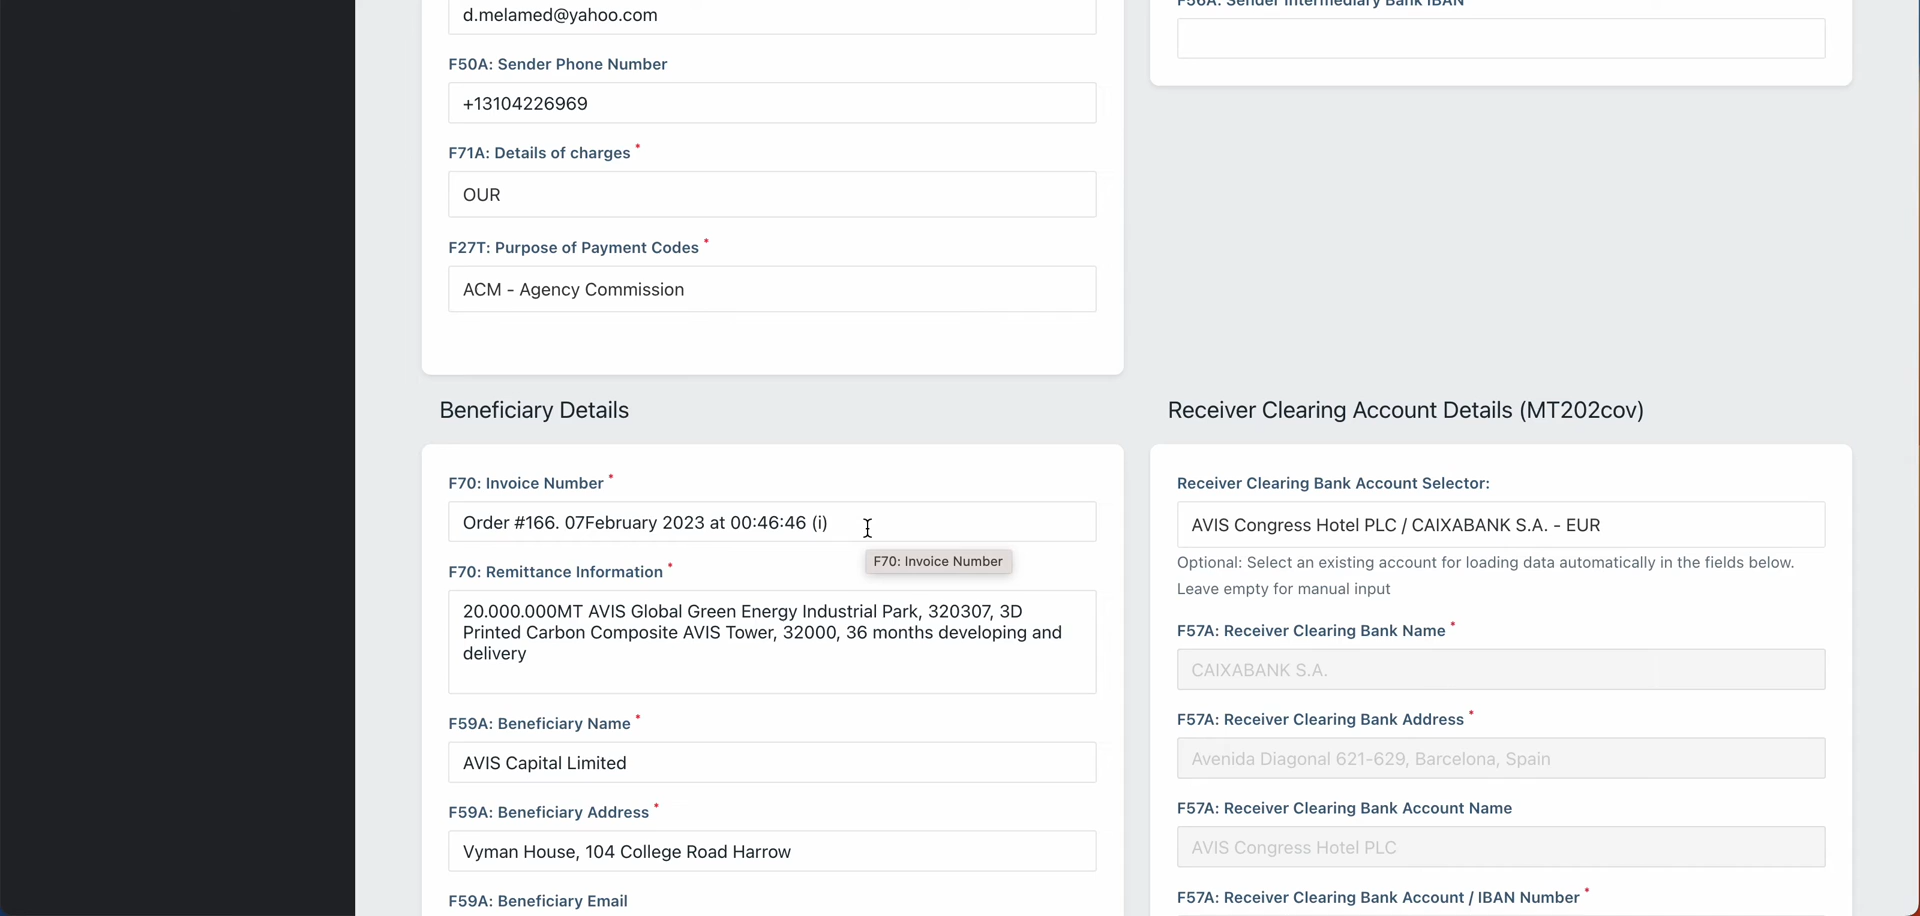 d.melamed@yahoo.com
F50A: Sender Phone Number
+13104226969
F71A: Details of charges *
OUR
F27T: Purpose of Payment Codes *
ACM - Agency Commission
F56A: Sender Intermediary Bank IBAN
Beneficiary Details
F70: Invoice Number *
Order #166. 07February 2023 at 00:46:46 (i)
F70: Invoice Number
F70: Remittance Information *
20.000.000MT AVIS Global Green Energy Industrial Park, 320307, 3D
Printed Carbon Composite AVIS Tower, 32000, 36 months developing and
delivery
F59A: Beneficiary Name *
AVIS Capital Limited
F59A: Beneficiary Address *
Vyman House, 104 College Road Harrow
F59A: Beneficiary Email
Receiver Clearing Account Details (MT202cov)
Receiver Clearing Bank Account Selector:
AVIS Congress Hotel PLC / CAIXABANK S.A. - EUR
Optional: Select an existing account for loading data automatically in the fields below.
Leave empty for manual input
F57A: Receiver Clearing Bank Name *
CAIXABANK S.A.
F57A: Receiver Clearing Bank Address *
Avenida Diagonal 621-629, Barcelona, Spain
F57A: Receiver Clearing Bank Account Name
AVIS Congress Hotel PLC
F57A: Receiver Clearing Bank Account / IBAN Number *